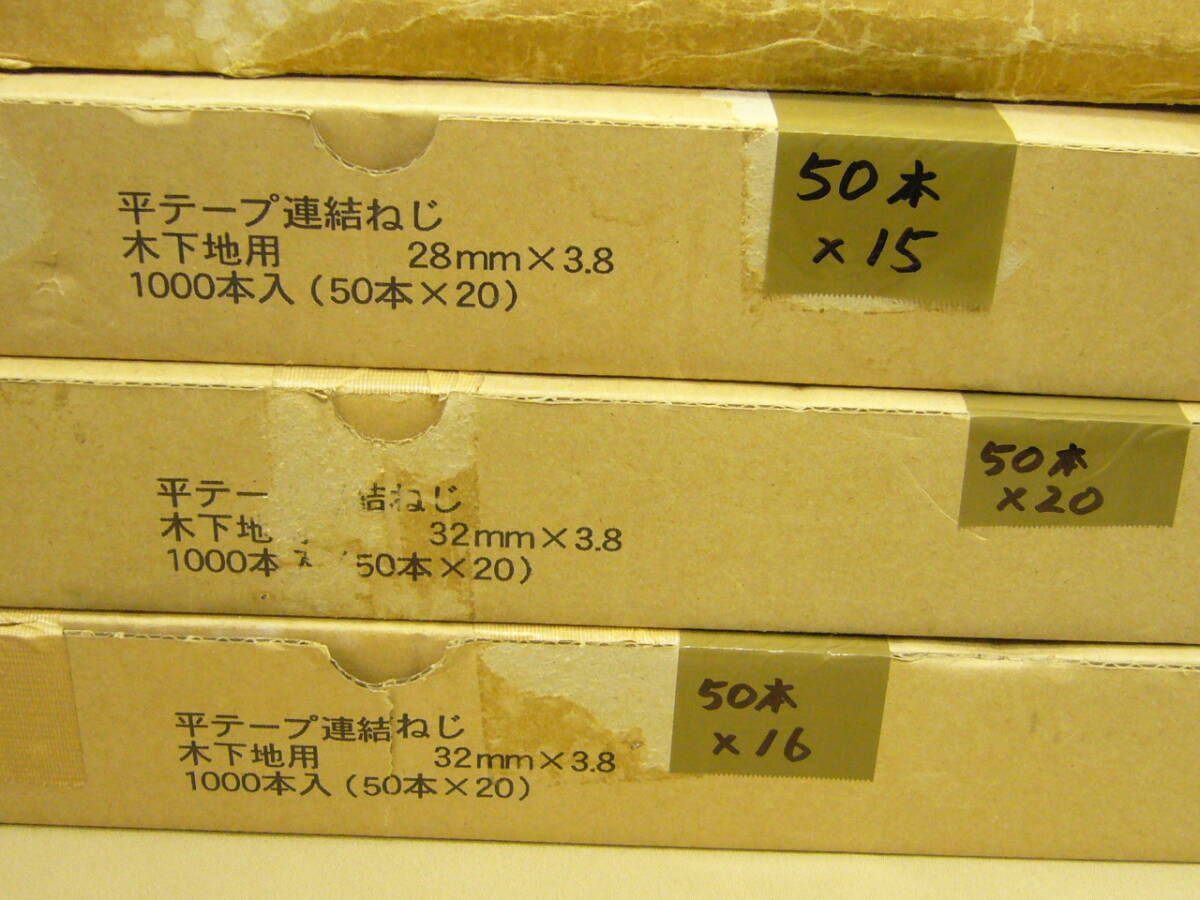 平テープ連結ねじ
木下地用 28mm×3.8
1000本入（50本×20）
50本
×15
平テー 結ねじ
木下地 32mm×3.8
1000本入（50本×20）
50本
×20
平テープ連結ねじ
木下地用 32mm×3.8
1000本入（50本×20）
50本
×16